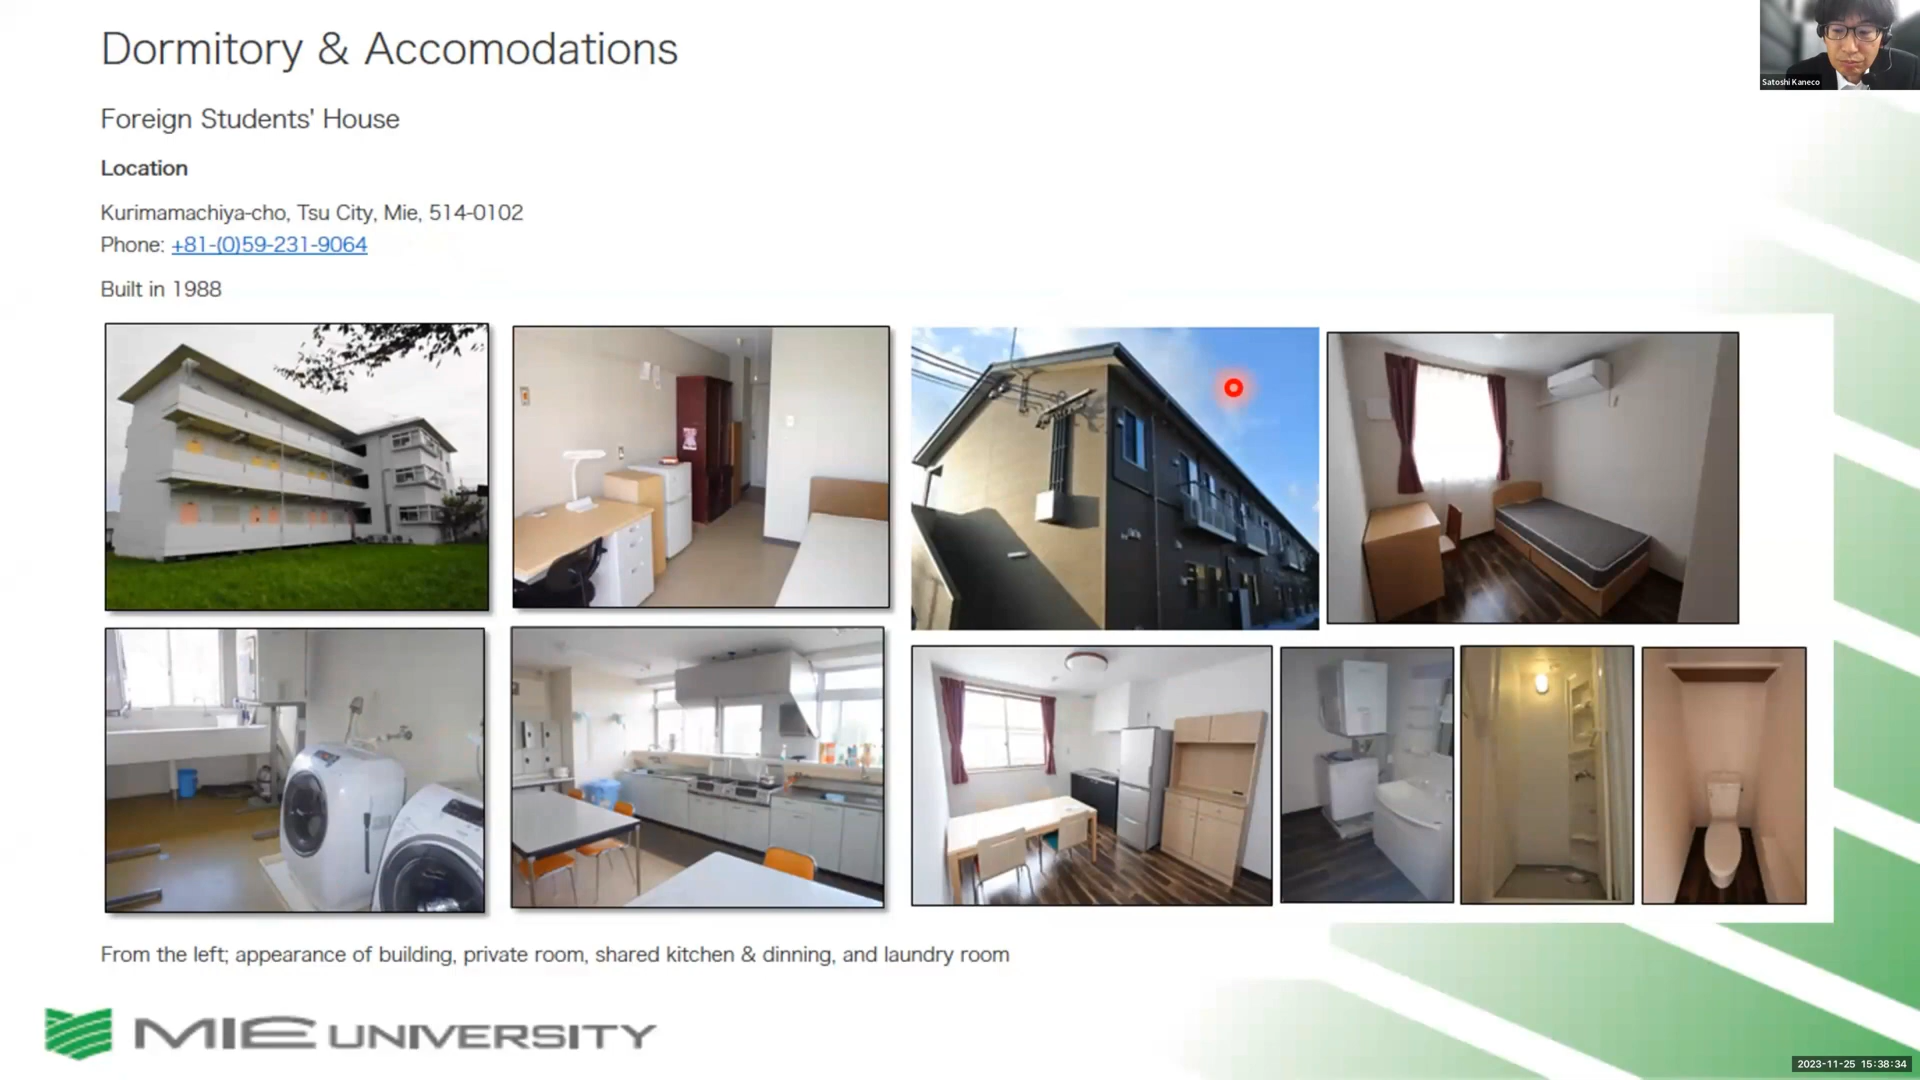 Dormitory & Accomodations
Satoshi Kaneco
Foreign Students' House
Location
Kurimamachiya-cho, Tsu City, Mie, 514-0102
Phone: +81-(0)59-231-9064
Built in 1988
From the left; appearance of building, private room, shared kitchen & dinning, and laundry room
MIE UNIVERSITY
2023-11-25 15:38:34